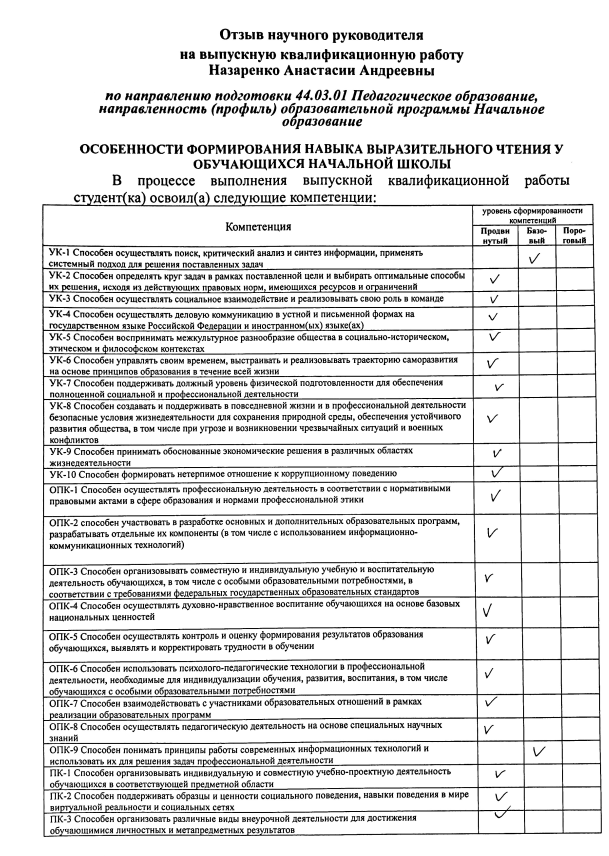 Отзыв научного руководителя
на выпускную квалификационную работу
Назаренко Анастасии Андреевны
по направлению подготовки 44.03.01 Педагогическое образование,
направленность (профиль) образовательной программы Начальное
образование
ОСОБЕННОСТИ ФОРМИРОВАНИЯ НАВЫКА ВЫРАЗИТЕЛЬНОГО ЧТЕНИЯ У
ОБУЧАЮЩИХСЯ НАЧАЛЬНОЙ ШКОЛЫ
В процессе выполнения выпускной квалификационной работы
студент(ка) освоил(а) следующие компетенции:
Компетенция
уровень сформированности
компетенций
Продви
нутый
Базо-
вый
Поро-
говый
УК-1 Способен осуществлять поиск, критический анализ и синтез информации, применять
системный подход для решения поставленных задач
✓
УК-2 Способен определять круг задач в рамках поставленной цели и выбирать оптимальные способы
их решения, исходя из действующих правовых норм, имеющихся ресурсов и ограничений
✓
УК-3 Способен осуществлять социальное взаимодействие и реализовывать свою роль в команде
✓
УК-4 Способен осуществлять деловую коммуникацию в устной и письменной формах на
государственном языке Российской Федерации и иностранном(ых) языке(ах)
✓
УК-5 Способен воспринимать межкультурное разнообразие общества в социально-историческом,
этическом и философском контекстах
✓
УК-6 Способен управлять своим временем, выстраивать и реализовывать траекторию саморазвития
на основе принципов образования в течение всей жизни
✓
УК-7 Способен поддерживать должный уровень физической подготовленности для обеспечения
полноценной социальной и профессиональной деятельности
✓
УК-8 Способен создавать и поддерживать в повседневной жизни и в профессиональной деятельности
безопасные условия жизнедеятельности для сохранения природной среды, обеспечения устойчивого
развития общества, в том числе при угрозе и возникновении чрезвычайных ситуаций и военных
конфликтов
✓
УК-9 Способен принимать обоснованные экономические решения в различных областях
жизнедеятельности
✓
УК-10 Способен формировать нетерпимое отношение к коррупционному поведению
✓
ОПК-1 Способен осуществлять профессиональную деятельность в соответствии с нормативными
правовыми актами в сфере образования и нормами профессиональной этики
✓
ОПК-2 способен участвовать в разработке основных и дополнительных образовательных программ,
разрабатывать отдельные их компоненты (в том числе с использованием информационно-
коммуникационных технологий)
✓
ОПК-3 Способен организовывать совместную и индивидуальную учебную и воспитательную
деятельность обучающихся, в том числе с особыми образовательными потребностями, в
соответствии с требованиями федеральных государственных образовательных стандартов
✓
ОПК-4 Способен осуществлять духовно-нравственное воспитание обучающихся на основе базовых
национальных ценностей
✓
ОПК-5 Способен осуществлять контроль и оценку формирования результатов образования
обучающихся, выявлять и корректировать трудности в обучении
✓
ОПК-6 Способен использовать психолого-педагогические технологии в профессиональной
деятельности, необходимые для индивидуализации обучения, развития, воспитания, в том числе
обучающихся с особыми образовательными потребностями
✓
ОПК-7 Способен взаимодействовать с участниками образовательных отношений в рамках
реализации образовательных программ
✓
ОПК-8 Способен осуществлять педагогическую деятельность на основе специальных научных
знаний
✓
ОПК-9 Способен понимать принципы работы современных информационных технологий и
использовать их для решения задач профессиональной деятельности
✓
ПК-1 Способен организовывать индивидуальную и совместную учебно-проектную деятельность
обучающихся в соответствующей предметной области
✓
ПК-2 Способен поддерживать образцы и ценности социального поведения, навыки поведения в мире
виртуальной реальности и социальных сетях
✓
ПК-3 Способен организовать различные виды внеурочной деятельности для достижения
обучающимися личностных и метапредметных результатов
✓